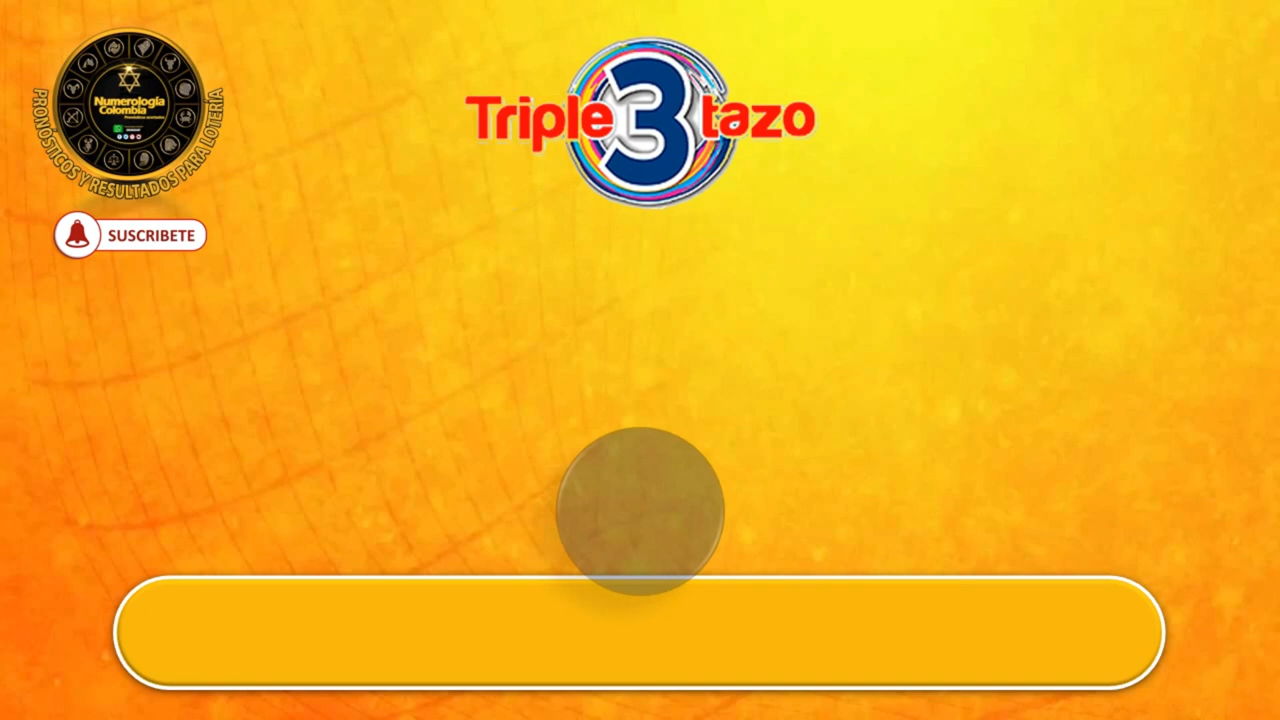 Numerología
Colombia
PRONÓSTICOS Y RESULTADOS PARA LOTERÍA
SUSCRIBETE
Triple 3 tazo